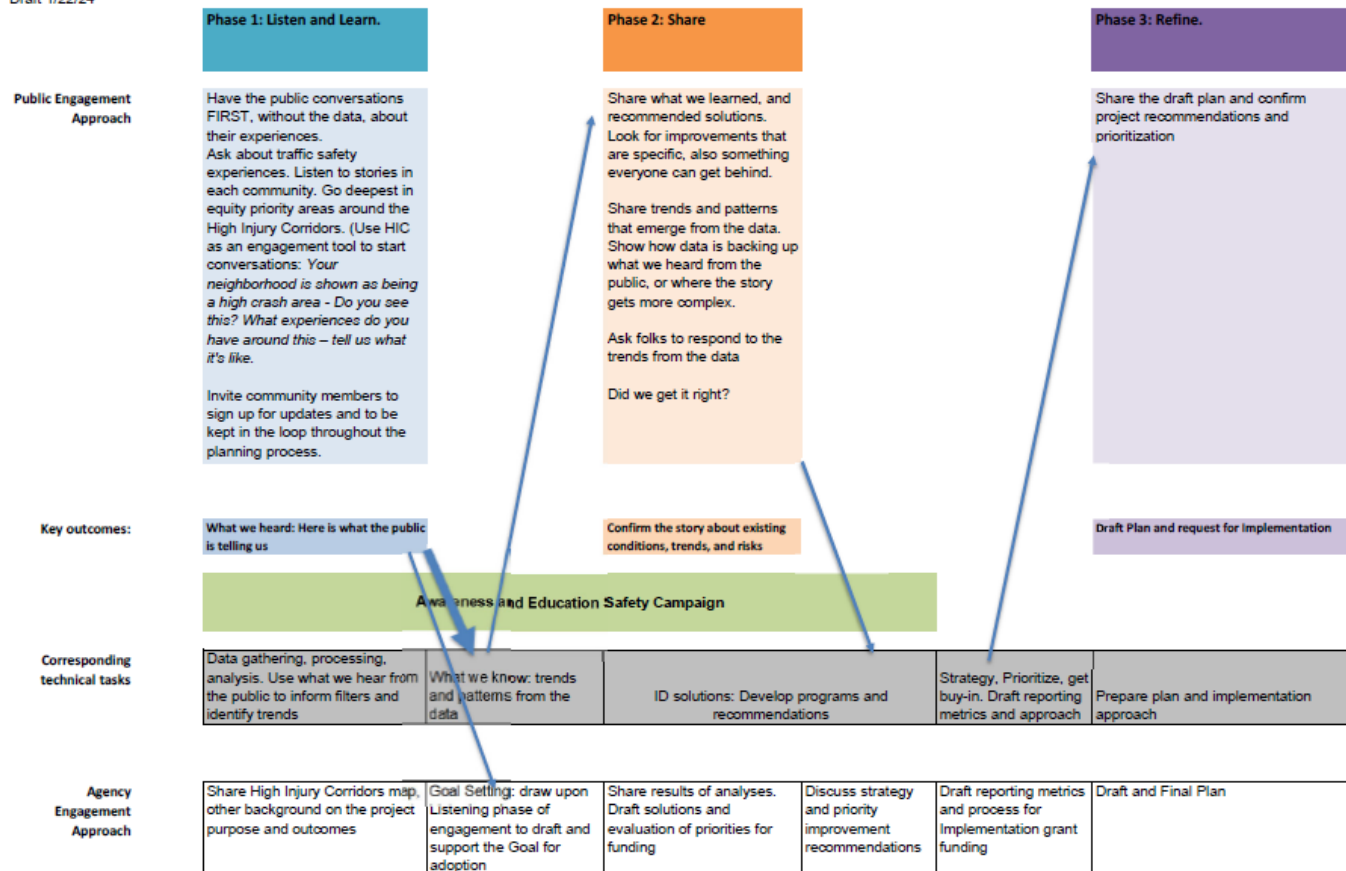 Draft 1/22/24
Phase 1: Listen and Learn.
Phase 2: Share
Phase 3: Refine.
Public Engagement
Approach
Have the public conversations
FIRST, without the data, about
their experiences.
Ask about traffic safety
experiences. Listen to stories in
each community. Go deepest in
equity priority areas around the
High Injury Corridors. (Use HIC
as an engagement tool to start
conversations: Your
neighborhood is shown as being
a high crash area - Do you see
this? What experiences do you
have around this – tell us what
it's like.
Invite community members to
sign up for updates and to be
kept in the loop throughout the
planning process.
Share what we learned, and
recommended solutions.
Look for improvements that
are specific, also something
everyone can get behind.
Share trends and patterns
that emerge from the data.
Show how data is backing up
what we heard from the
public, or where the story
gets more complex.
Ask folks to respond to the
trends from the data
Did we get it right?
Share the draft plan and confirm
project recommendations and
prioritization
Key outcomes:
What we heard: Here is what the public
is telling us
Confirm the story about existing
conditions, trends, and risks
Draft Plan and request for Implementation
Awareness and Education Safety Campaign
Corresponding
technical tasks
Data gathering, processing,
analysis. Use what we hear from
the public to inform filters and
identify trends
What we know: trends
and patterns from the
data
ID solutions: Develop programs and
recommendations
Strategy, Prioritize, get
buy-in. Draft reporting
metrics and approach
Prepare plan and implementation
approach
Agency
Engagement
Approach
Share High Injury Corridors map,
other background on the project
purpose and outcomes
Goal Setting: draw upon
Listening phase of
engagement to draft and
support the Goal for
adoption
Share results of analyses.
Draft solutions and
evaluation of priorities for
funding
Discuss strategy
and priority
improvement
recommendations
Draft reporting metrics
and process for
Implementation grant
funding
Draft and Final Plan